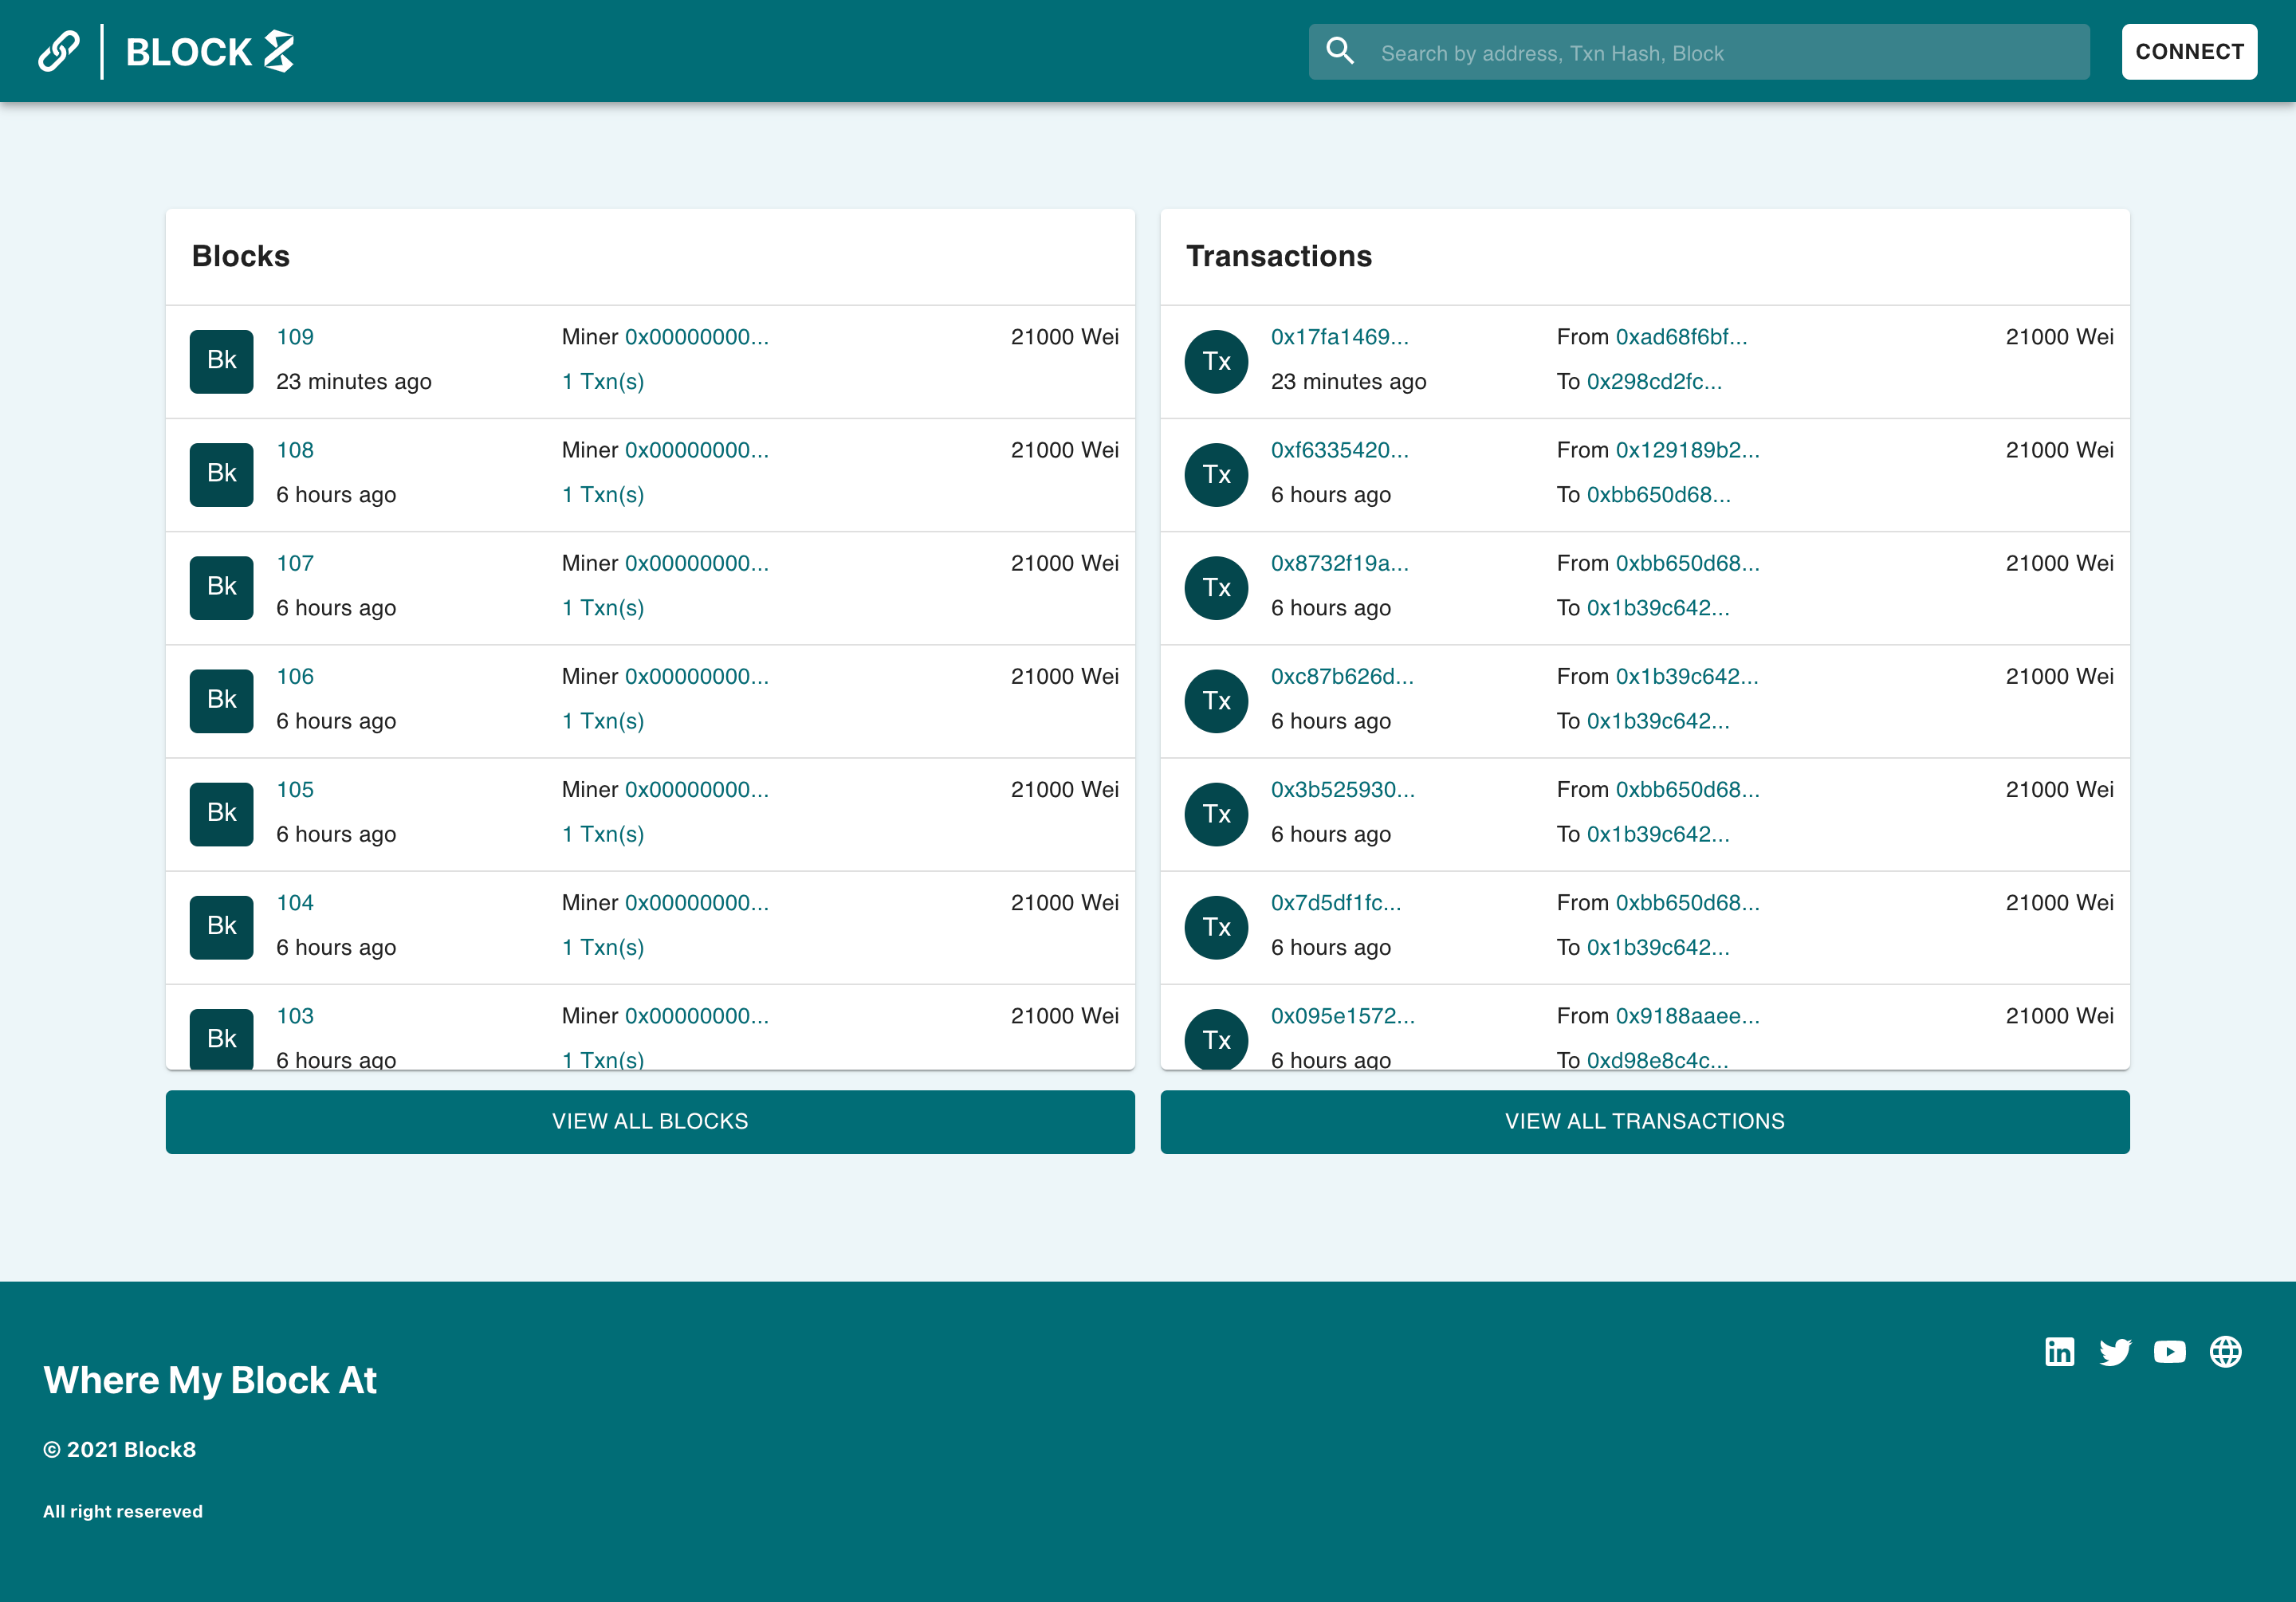 BLOCK 8
Search by address, Txn Hash, Block
CONNECT
Blocks
Bk
109
Miner 0x00000000...
21000 Wei
23 minutes ago
1 Txn(s)
Bk
108
Miner 0x00000000...
21000 Wei
6 hours ago
1 Txn(s)
Bk
107
Miner 0x00000000...
21000 Wei
6 hours ago
1 Txn(s)
Bk
106
Miner 0x00000000...
21000 Wei
6 hours ago
1 Txn(s)
Bk
105
Miner 0x00000000...
21000 Wei
6 hours ago
1 Txn(s)
Bk
104
Miner 0x00000000...
21000 Wei
6 hours ago
1 Txn(s)
Bk
103
Miner 0x00000000...
21000 Wei
6 hours ago
1 Txn(s)
VIEW ALL BLOCKS
Transactions
Tx
0x17fa1469...
From 0xad68f6bf...
21000 Wei
23 minutes ago
To 0x298cd2fc...
Tx
0xf6335420...
From 0x129189b2...
21000 Wei
6 hours ago
To 0xbb650d68...
Tx
0x8732f19a...
From 0xbb650d68...
21000 Wei
6 hours ago
To 0x1b39c642...
Tx
0xc87b626d...
From 0x1b39c642...
21000 Wei
6 hours ago
To 0x1b39c642...
Tx
0x3b525930...
From 0xbb650d68...
21000 Wei
6 hours ago
To 0x1b39c642...
Tx
0x7d5df1fc...
From 0xbb650d68...
21000 Wei
6 hours ago
To 0x1b39c642...
Tx
0x095e1572...
From 0x9188aaee...
21000 Wei
6 hours ago
To 0xd98e8c4c...
VIEW ALL TRANSACTIONS
Where My Block At
© 2021 Block8
All right resereved